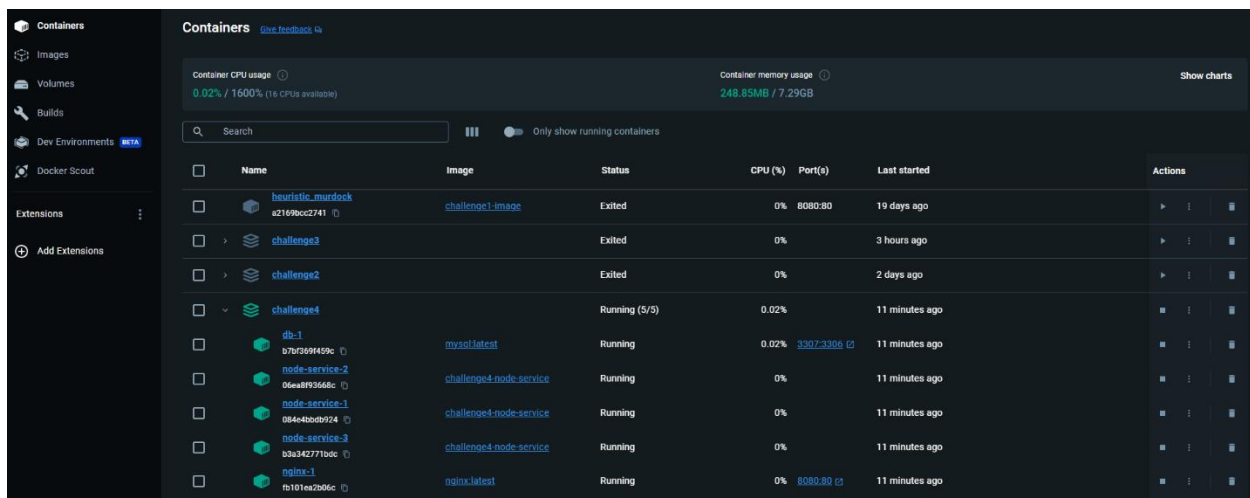 Containers
Images
Volumes
Builds
Dev Environments BETA
Docker Scout
Extensions
Add Extensions
Containers Give feedback
Container CPU usage
0.02% / 1600% (16 CPUs available)
Container memory usage
248.85MB / 7.29GB
Show charts
Search
Only show running containers
Name Image Status CPU (%) Port(s) Last started Actions
heuristic_murdock
a2169bcc2741 challenge1-image Exited 0% 8080:80 19 days ago
challenge3 Exited 0% 3 hours ago
challenge2 Exited 0% 2 days ago
challenge4 Running (5/5) 0.02% 11 minutes ago
db-1
b7bf369f459c mysql:latest Running 0.02% 3307:3306 11 minutes ago
node-service-2
06ea8f93668c challenge4-node-service Running 0% 11 minutes ago
node-service-1
084e4bbdb924 challenge4-node-service Running 0% 11 minutes ago
node-service-3
b3a342771bdc challenge4-node-service Running 0% 11 minutes ago
nginx-1
fb101ea2b06c nginx:latest Running 0% 8080:80 11 minutes ago